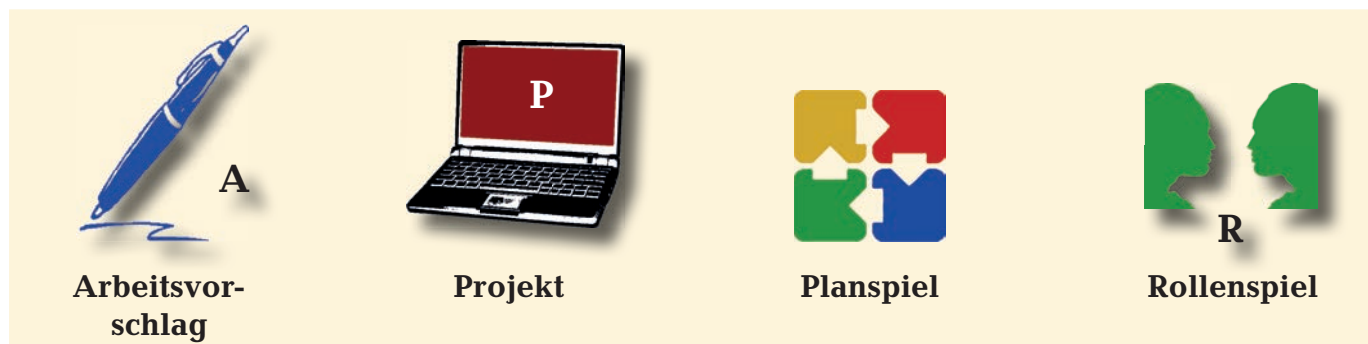 A
P
R
Arbeitsvor-
schlag
Projekt
Planspiel
Rollenspiel